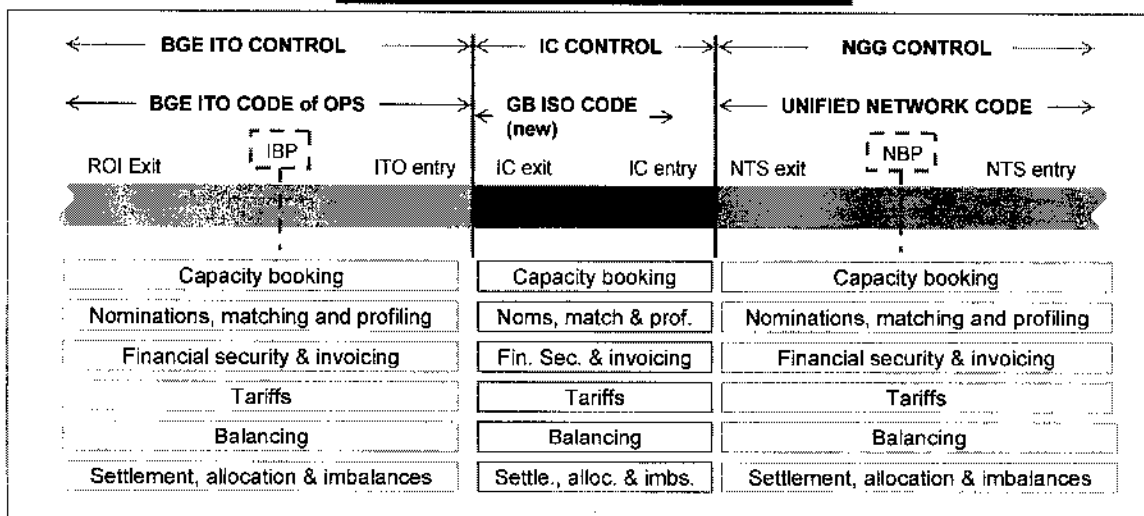 BGE ITO CONTROL IC CONTROL NGG CONTROL
BGE ITO CODE of OPS GB ISO CODE UNIFIED NETWORK CODE
(new)
IBP NBP
ROI Exit ITO entry IC exit IC entry NTS exit NTS entry
Capacity booking Capacity booking Capacity booking
Nominations, matching and profiling Noms, match & prof. Nominations, matching and profiling
Financial security & invoicing Fin. Sec. & invoicing Financial security & invoicing
Tariffs Tariffs Tariffs
Balancing Balancing Balancing
Settlement, allocation & imbalances Settle., alloc. & imbs. Settlement, allocation & imbalances